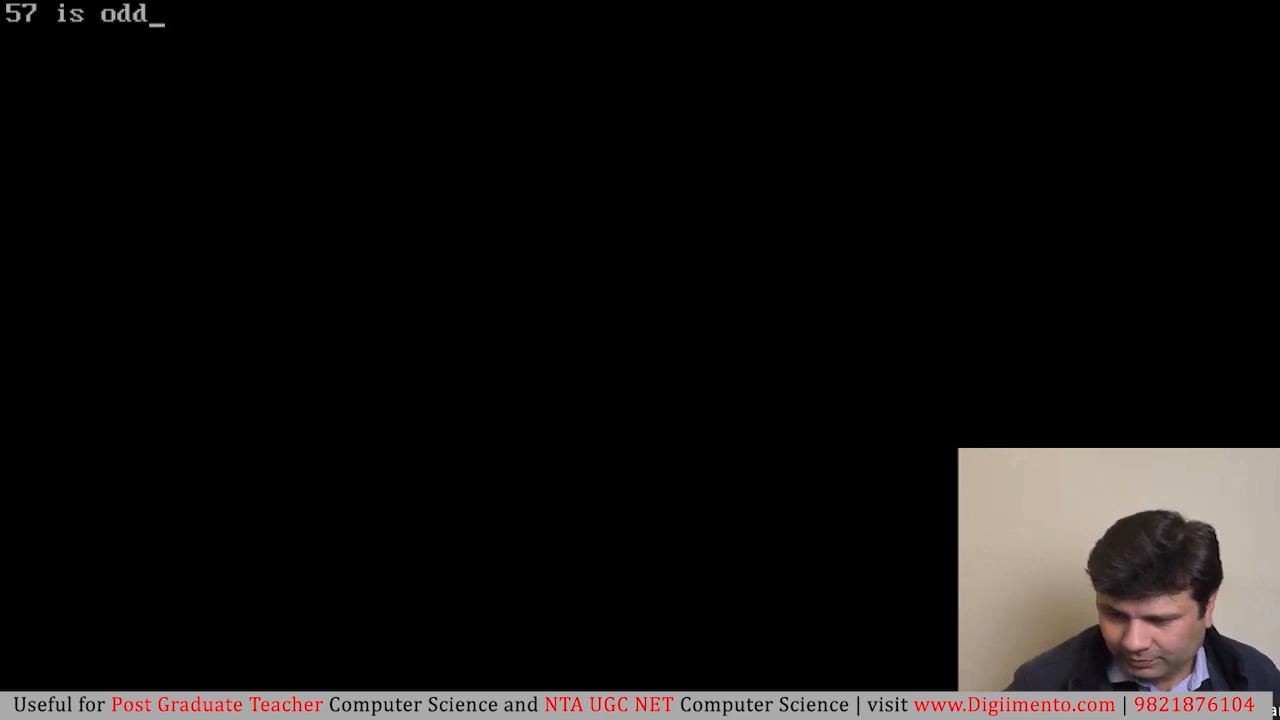 57 is odd_
Useful for Post Graduate Teacher Computer Science and NTA UGC NET Computer Science | visit www.Digiimento.com | 9821876104